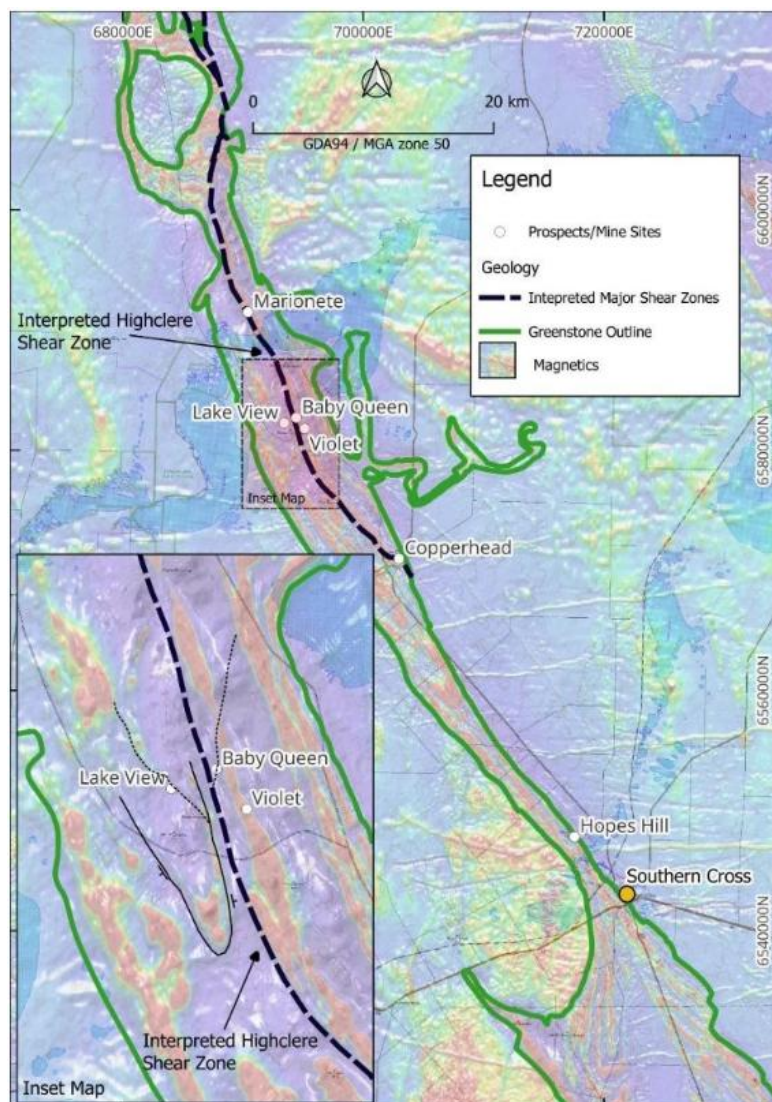 680000E
700000E
720000E
0
20 km
GDA94 / MGA zone 50
Legend
Prospects/Mine Sites
Geology
Intepreted Major Shear Zones
Greenstone Outline
Magnetics
6600000N
Marionete
Interpreted Highclere
Shear Zone
Baby Queen
Lake View
Violet
6580000N
Inset Map
Copperhead
6560000N
Baby Queen
Lake View
Violet
Hopes Hill
Southern Cross
6540000N
Interpreted Highclere
Shear Zone
Inset Map